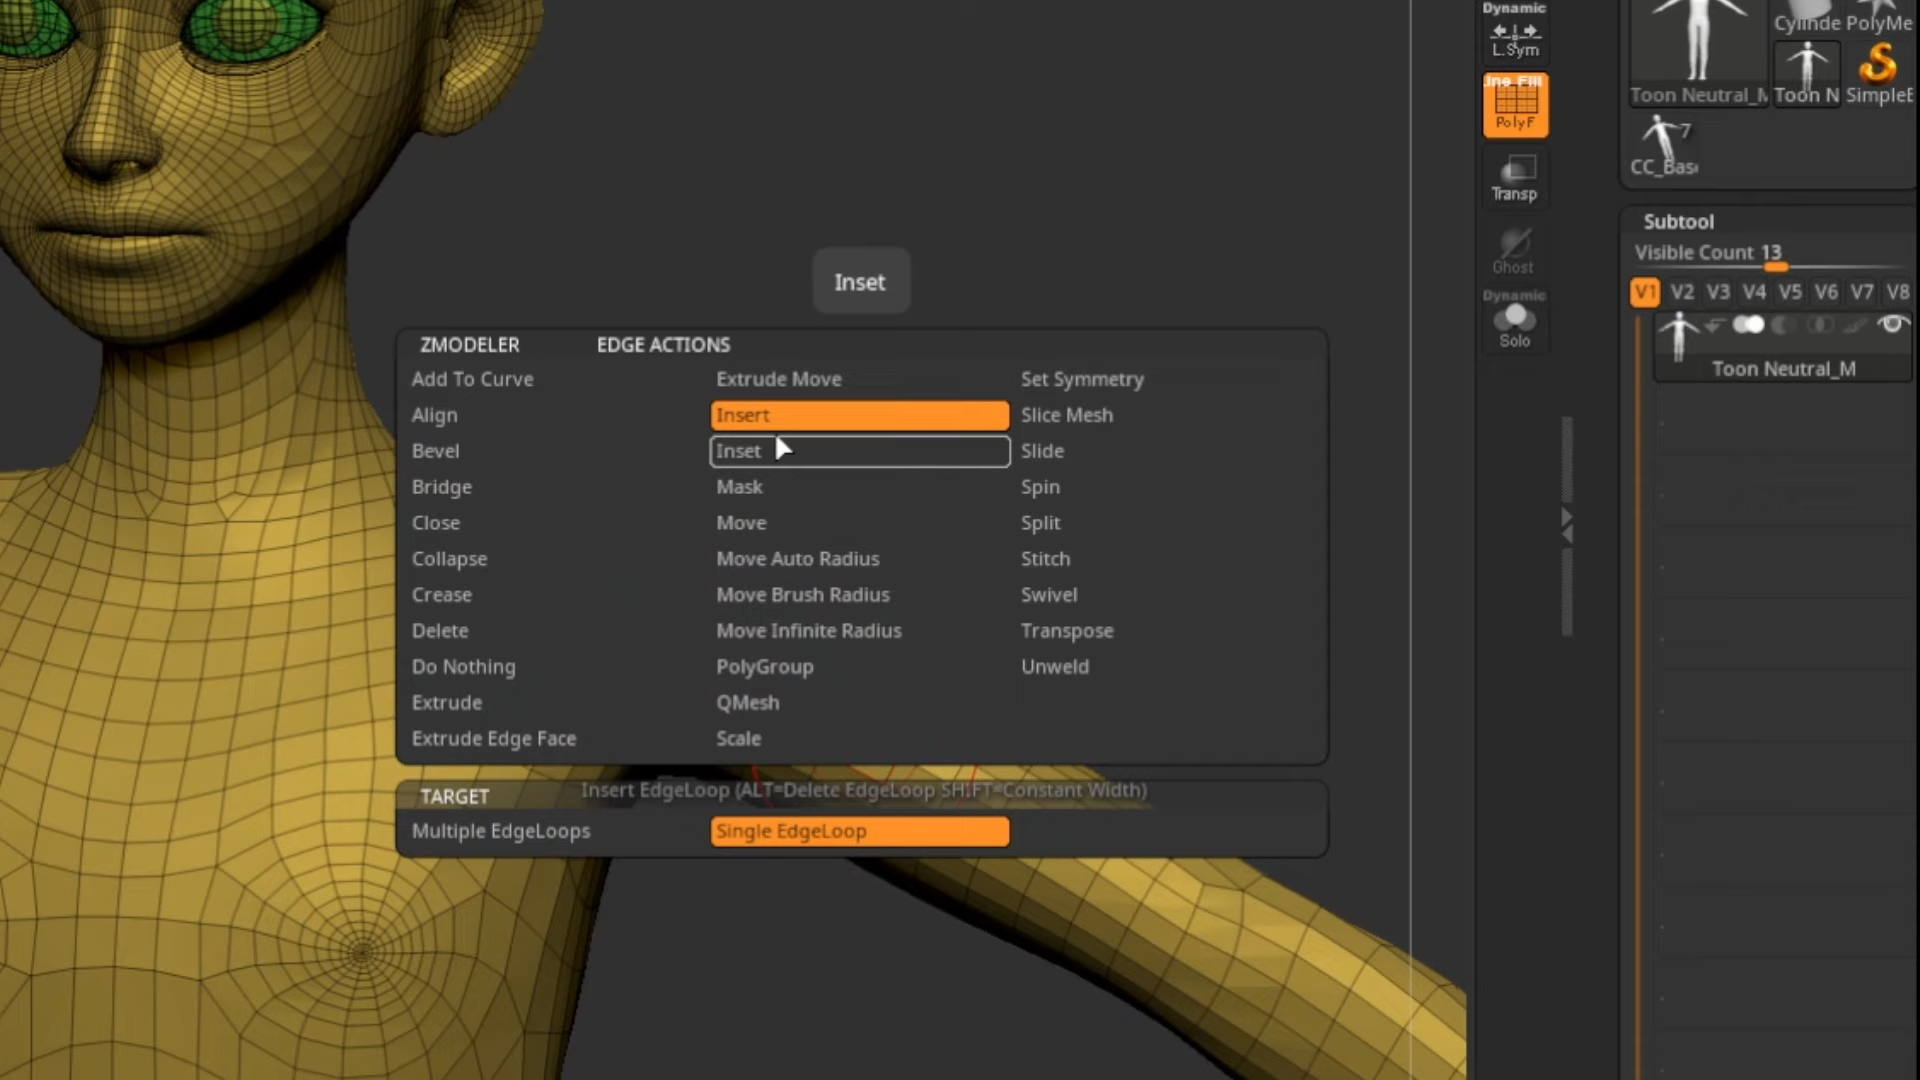 Inset
ZMODELER EDGE ACTIONS
Add To Curve Extrude Move Set Symmetry
Align Insert Slice Mesh
Bevel Inset Slide
Bridge Mask Spin
Close Move Split
Collapse Move Auto Radius Stitch
Crease Move Brush Radius Swivel
Delete Move Infinite Radius Transpose
Do Nothing PolyGroup Unweld
Extrude QMesh
Extrude Edge Face Scale
TARGET Insert EdgeLoop (ALT=Delete EdgeLoop SHIFT=Constant Width)
Multiple EdgeLoops Single EdgeLoop
Dynamic
L.Sym
Line Fill
PolyF
Transp
Ghost
Dynamic
Solo
Cylinde PolyMe
Toon Neutral_M Toon N SimpleE
7
CC_Bas
Subtool
Visible Count 13
V1 V2 V3 V4 V5 V6 V7 V8
Toon Neutral_M